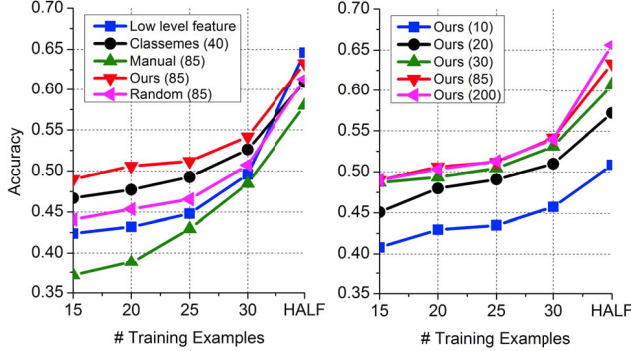 0.70
0.65
0.60
0.55
0.50
0.45
0.40
0.35
Accuracy
Low level feature
Classemes (40)
Manual (85)
Ours (85)
Random (85)
15 20 25 30 HALF
# Training Examples
0.70
0.65
0.60
0.55
0.50
0.45
0.40
0.35
Ours (10)
Ours (20)
Ours (30)
Ours (85)
Ours (200)
15 20 25 30 HALF
# Training Examples